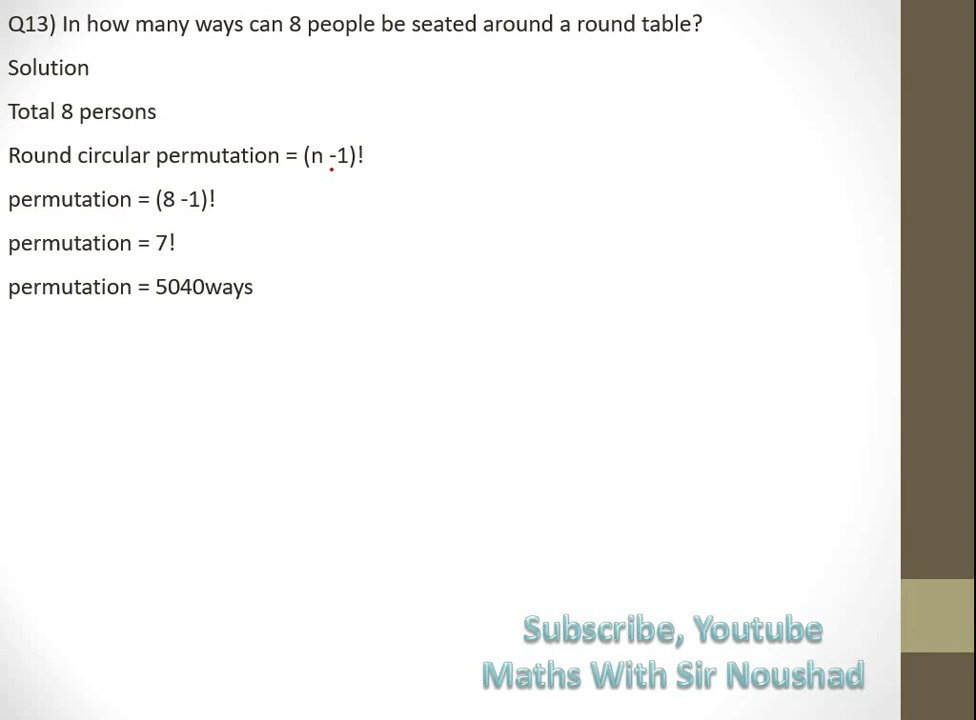 Q13) In how many ways can 8 people be seated around a round table?
Solution
Total 8 persons
Round circular permutation = (n -1)!
permutation = (8 -1)!
permutation = 7!
permutation = 5040ways
Subscribe, Youtube
Maths With Sir Noushad